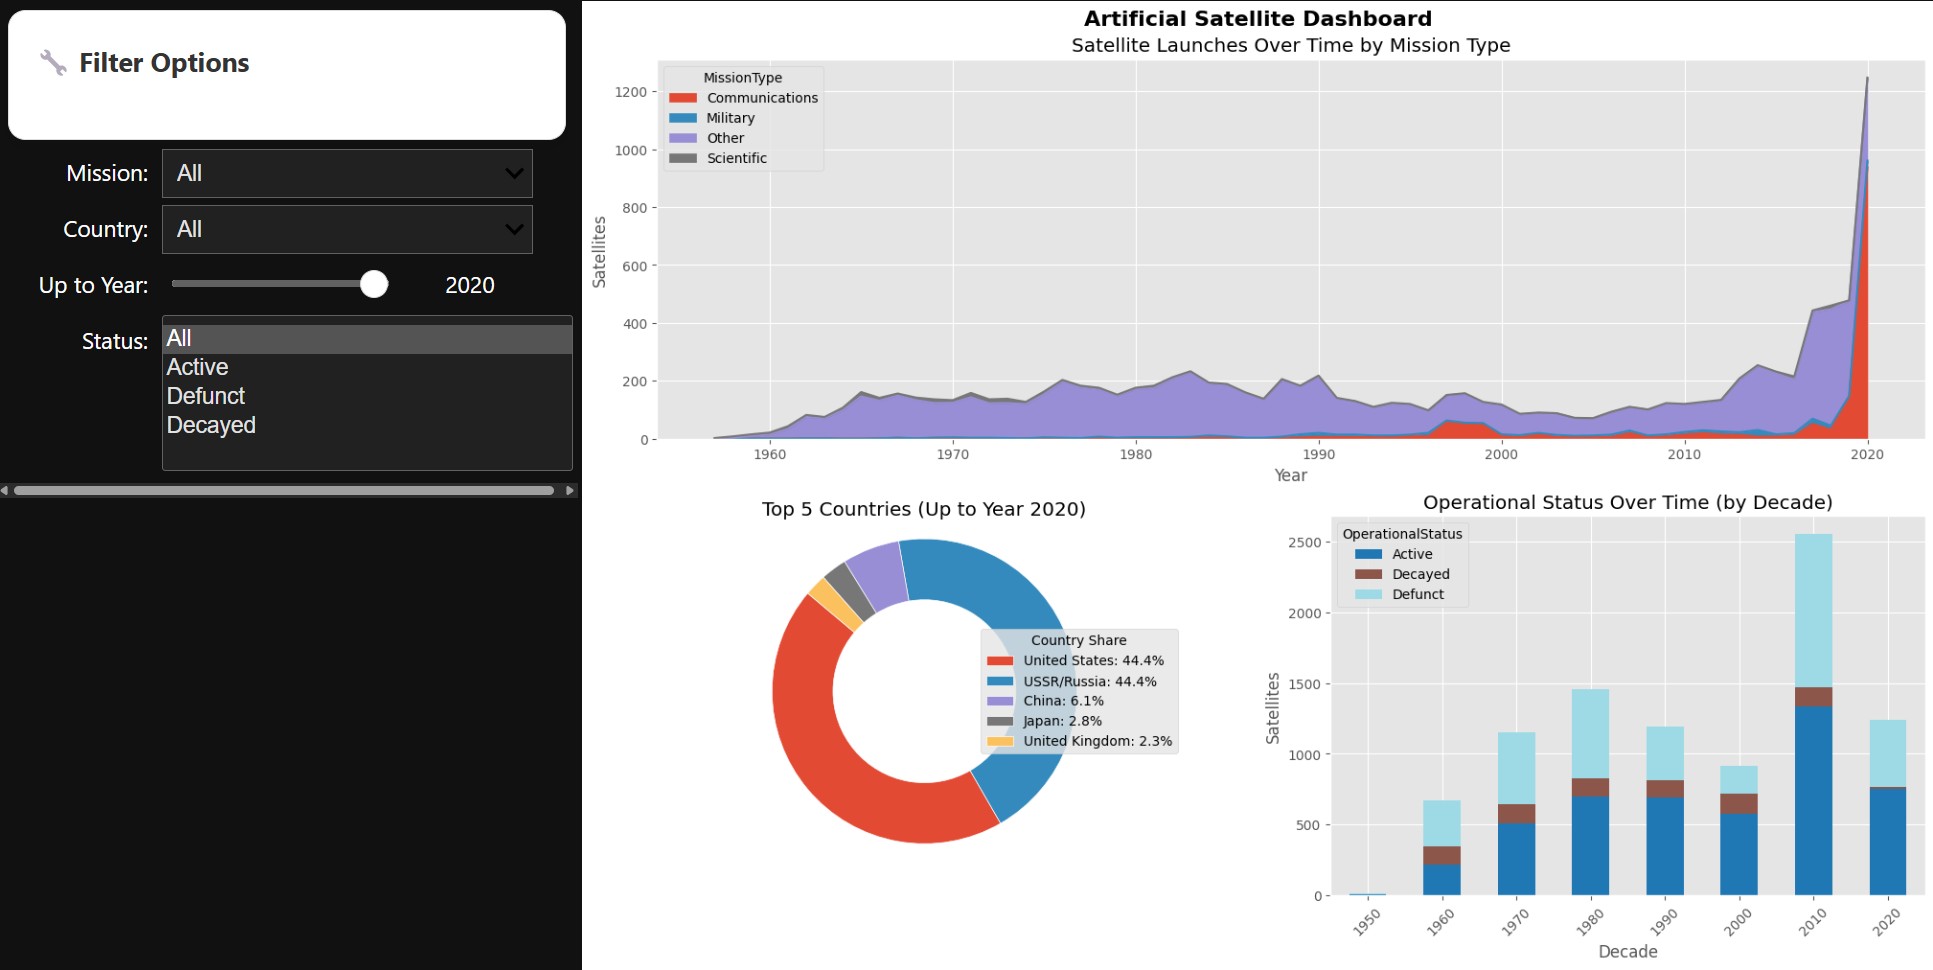 Filter Options
Mission: All
Country: All
Up to Year: 2020
Status: All
Active
Defunct
Decayed
Artificial Satellite Dashboard
Satellite Launches Over Time by Mission Type
MissionType
Communications
Military
Other
Scientific
Satellites
1200
1000
800
600
400
200
0
1960 1970 1980 1990 2000 2010 2020
Year
Top 5 Countries (Up to Year 2020)
Country Share
United States: 44.4%
USSR/Russia: 44.4%
China: 6.1%
Japan: 2.8%
United Kingdom: 2.3%
Operational Status Over Time (by Decade)
OperationalStatus
Active
Decayed
Defunct
Satellites
2500
2000
1500
1000
500
0
1950 1960 1970 1980 1990 2000 2010 2020
Decade